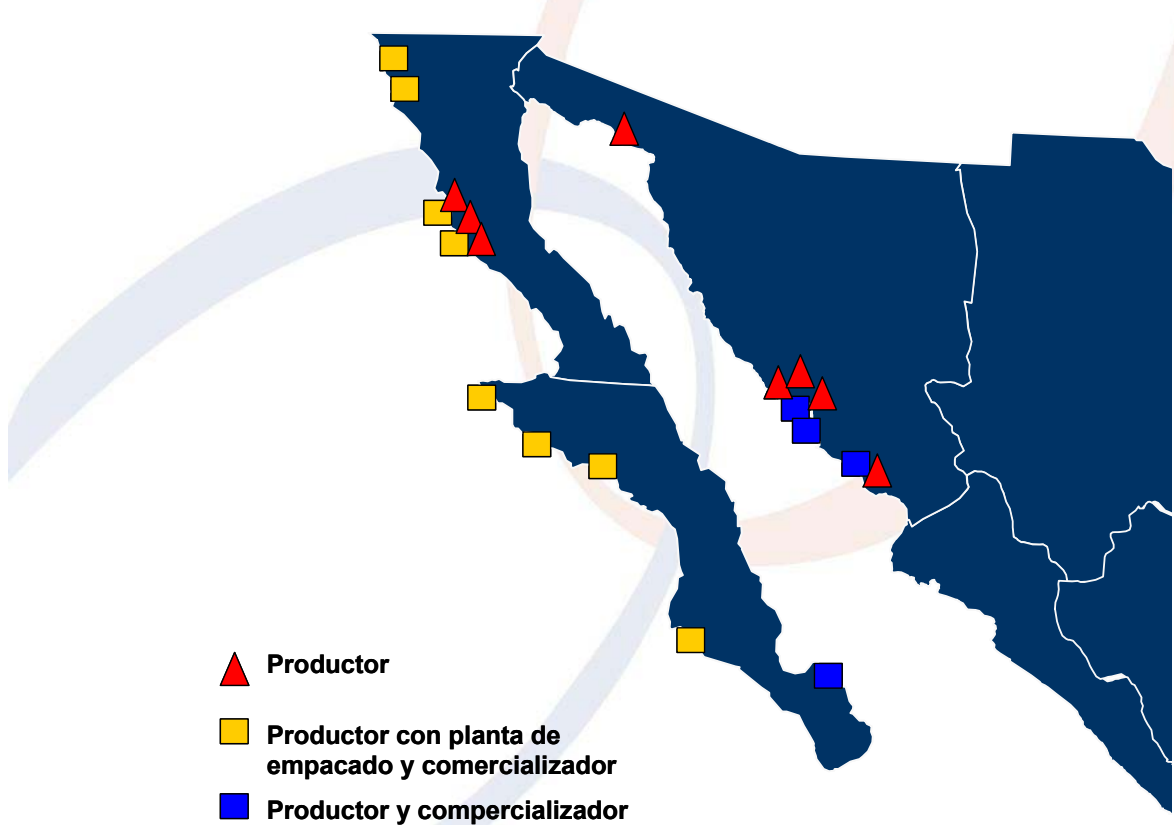 Productor
Productor con planta de
empacado y comercializador
Productor y compercializador